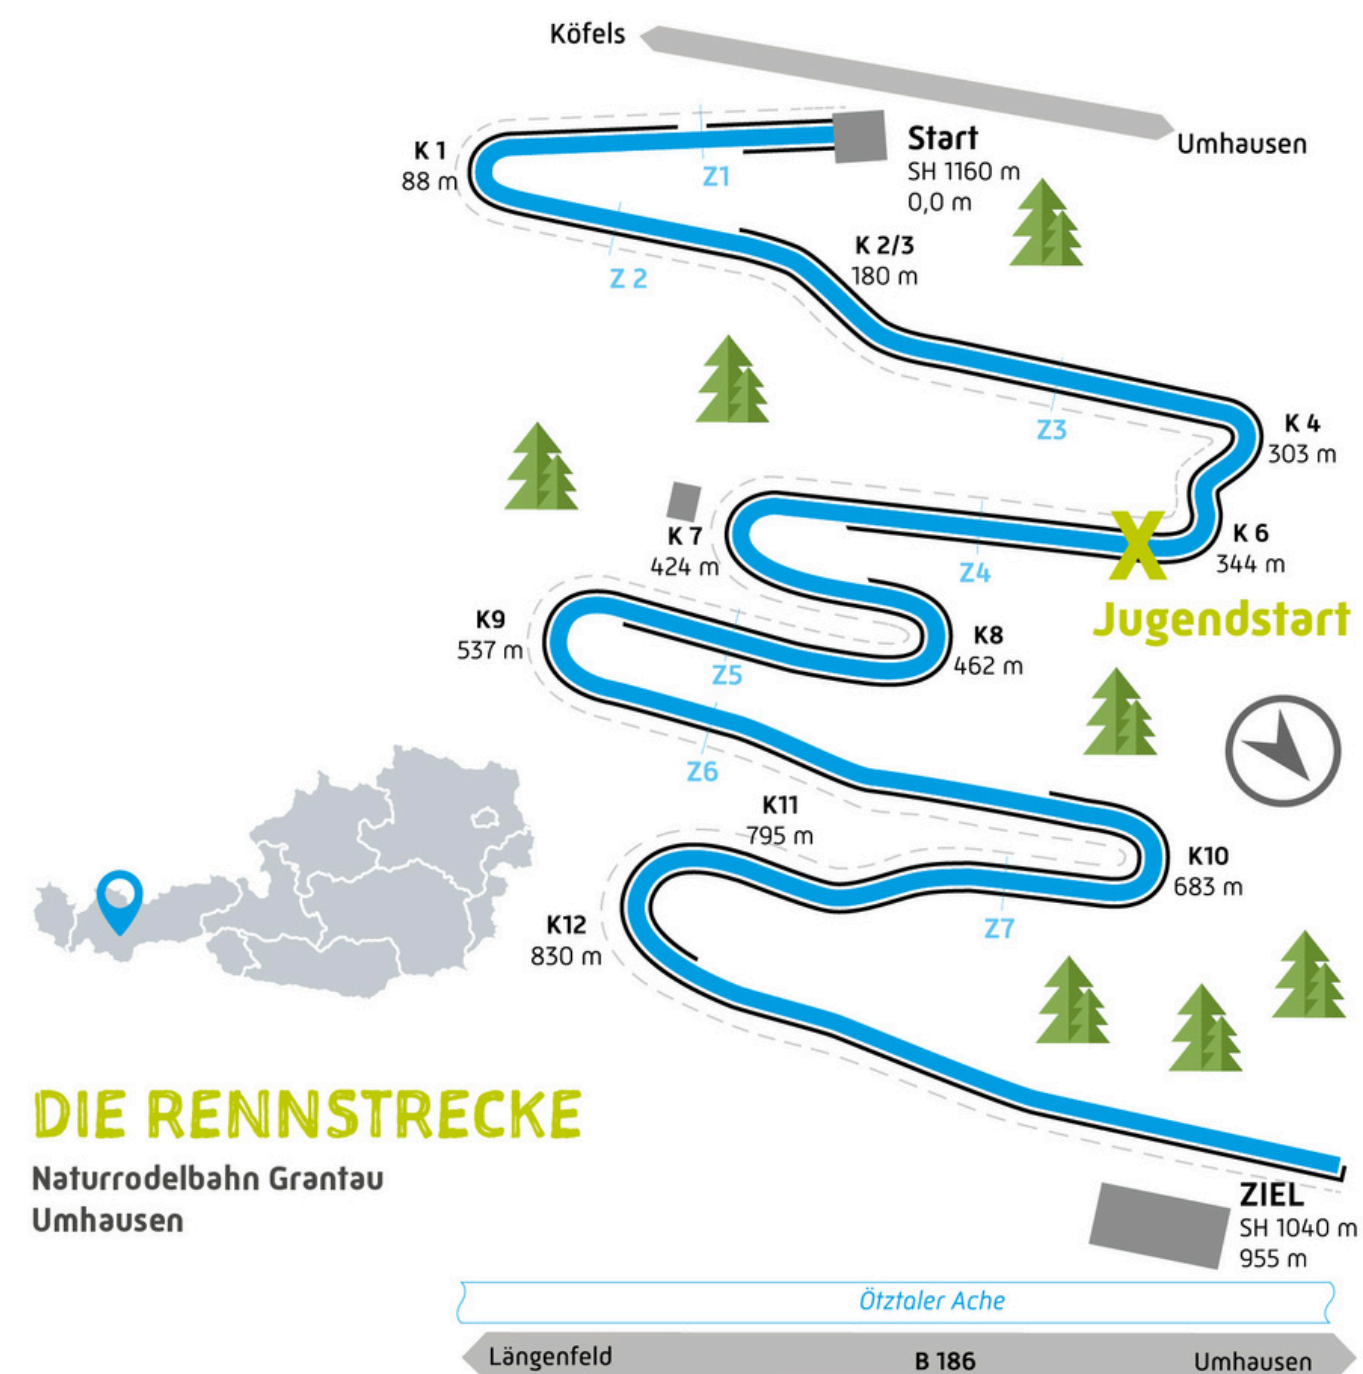 Köfels
Umhausen
Start
SH 1160 m
0,0 m
K 1
88 m
Z1
Z 2
K 2/3
180 m
Z3
K 4
303 m
K 6
344 m
Jugendstart
Z4
K 7
424 m
K8
462 m
K9
537 m
Z5
Z6
K10
683 m
K11
795 m
Z7
K12
830 m
DIE RENNSTRECKE
Naturrodelbahn Grantau
Umhausen
ZIEL
SH 1040 m
955 m
Ötztaler Ache
Längenfeld
B 186
Umhausen